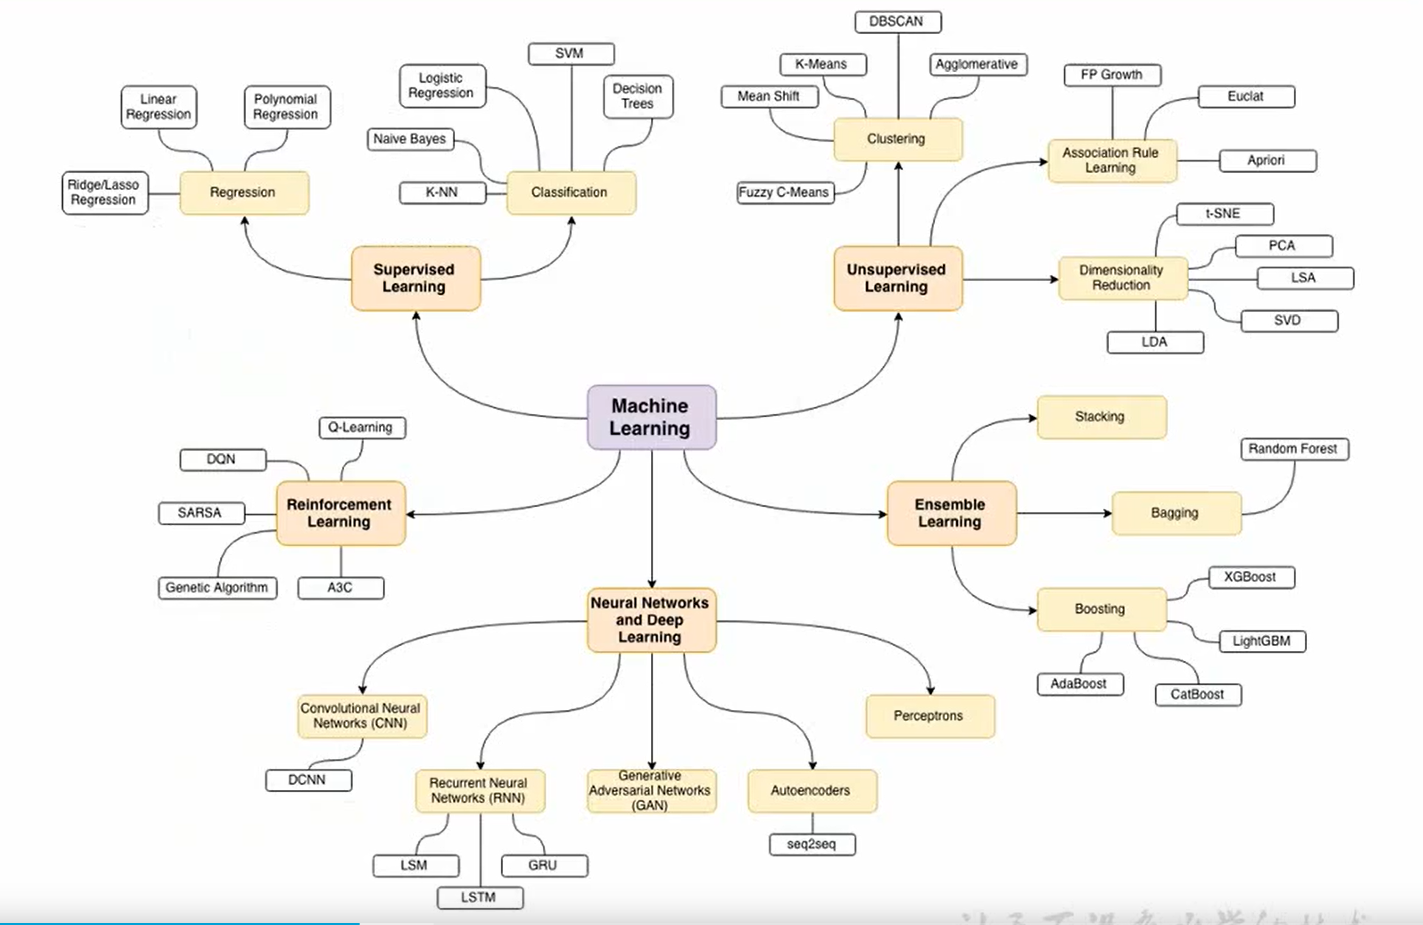 DBSCAN
SVM
K-Means
Agglomerative
FP Growth
Logistic
Regression
Decision
Trees
Mean Shift
Euclat
Linear
Regression
Polynomial
Regression
Naive Bayes
Clustering
Association Rule
Learning
Apriori
Ridge/Lasso
Regression
Regression
K-NN
Classification
Fuzzy C-Means
t-SNE
PCA
Supervised
Learning
Unsupervised
Learning
Dimensionality
Reduction
LSA
SVD
LDA
Machine
Learning
Stacking
Q-Learning
DQN
Random Forest
Reinforcement
Learning
SARSA
Ensemble
Learning
Bagging
Genetic Algorithm
A3C
XGBoost
Neural Networks
and Deep
Learning
Boosting
LightGBM
AdaBoost
CatBoost
Convolutional Neural
Networks (CNN)
Perceptrons
DCNN
Recurrent Neural
Networks (RNN)
Generative
Adversarial Networks
(GAN)
Autoencoders
seq2seq
LSM
GRU
LSTM